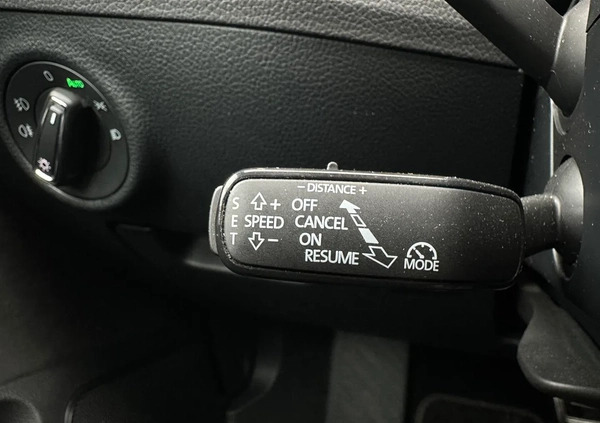 O AUTO
− DISTANCE +
S + OFF
E SPEED CANCEL
T − ON
RESUME MODE